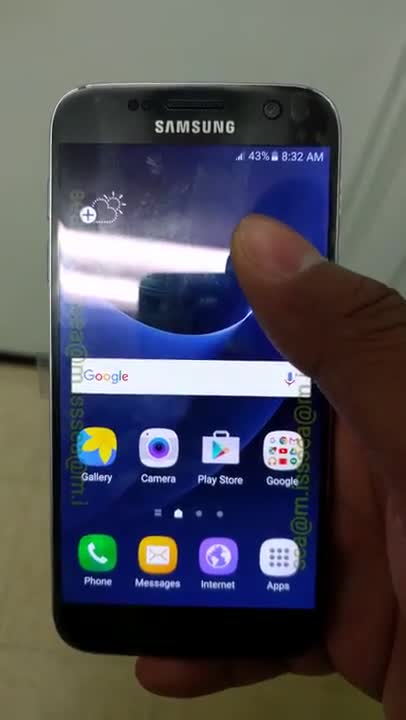 SAMSUNG
43% 8:32 AM
Google
Gallery
Camera
Play Store
Google
Phone
Messages
Internet
Apps